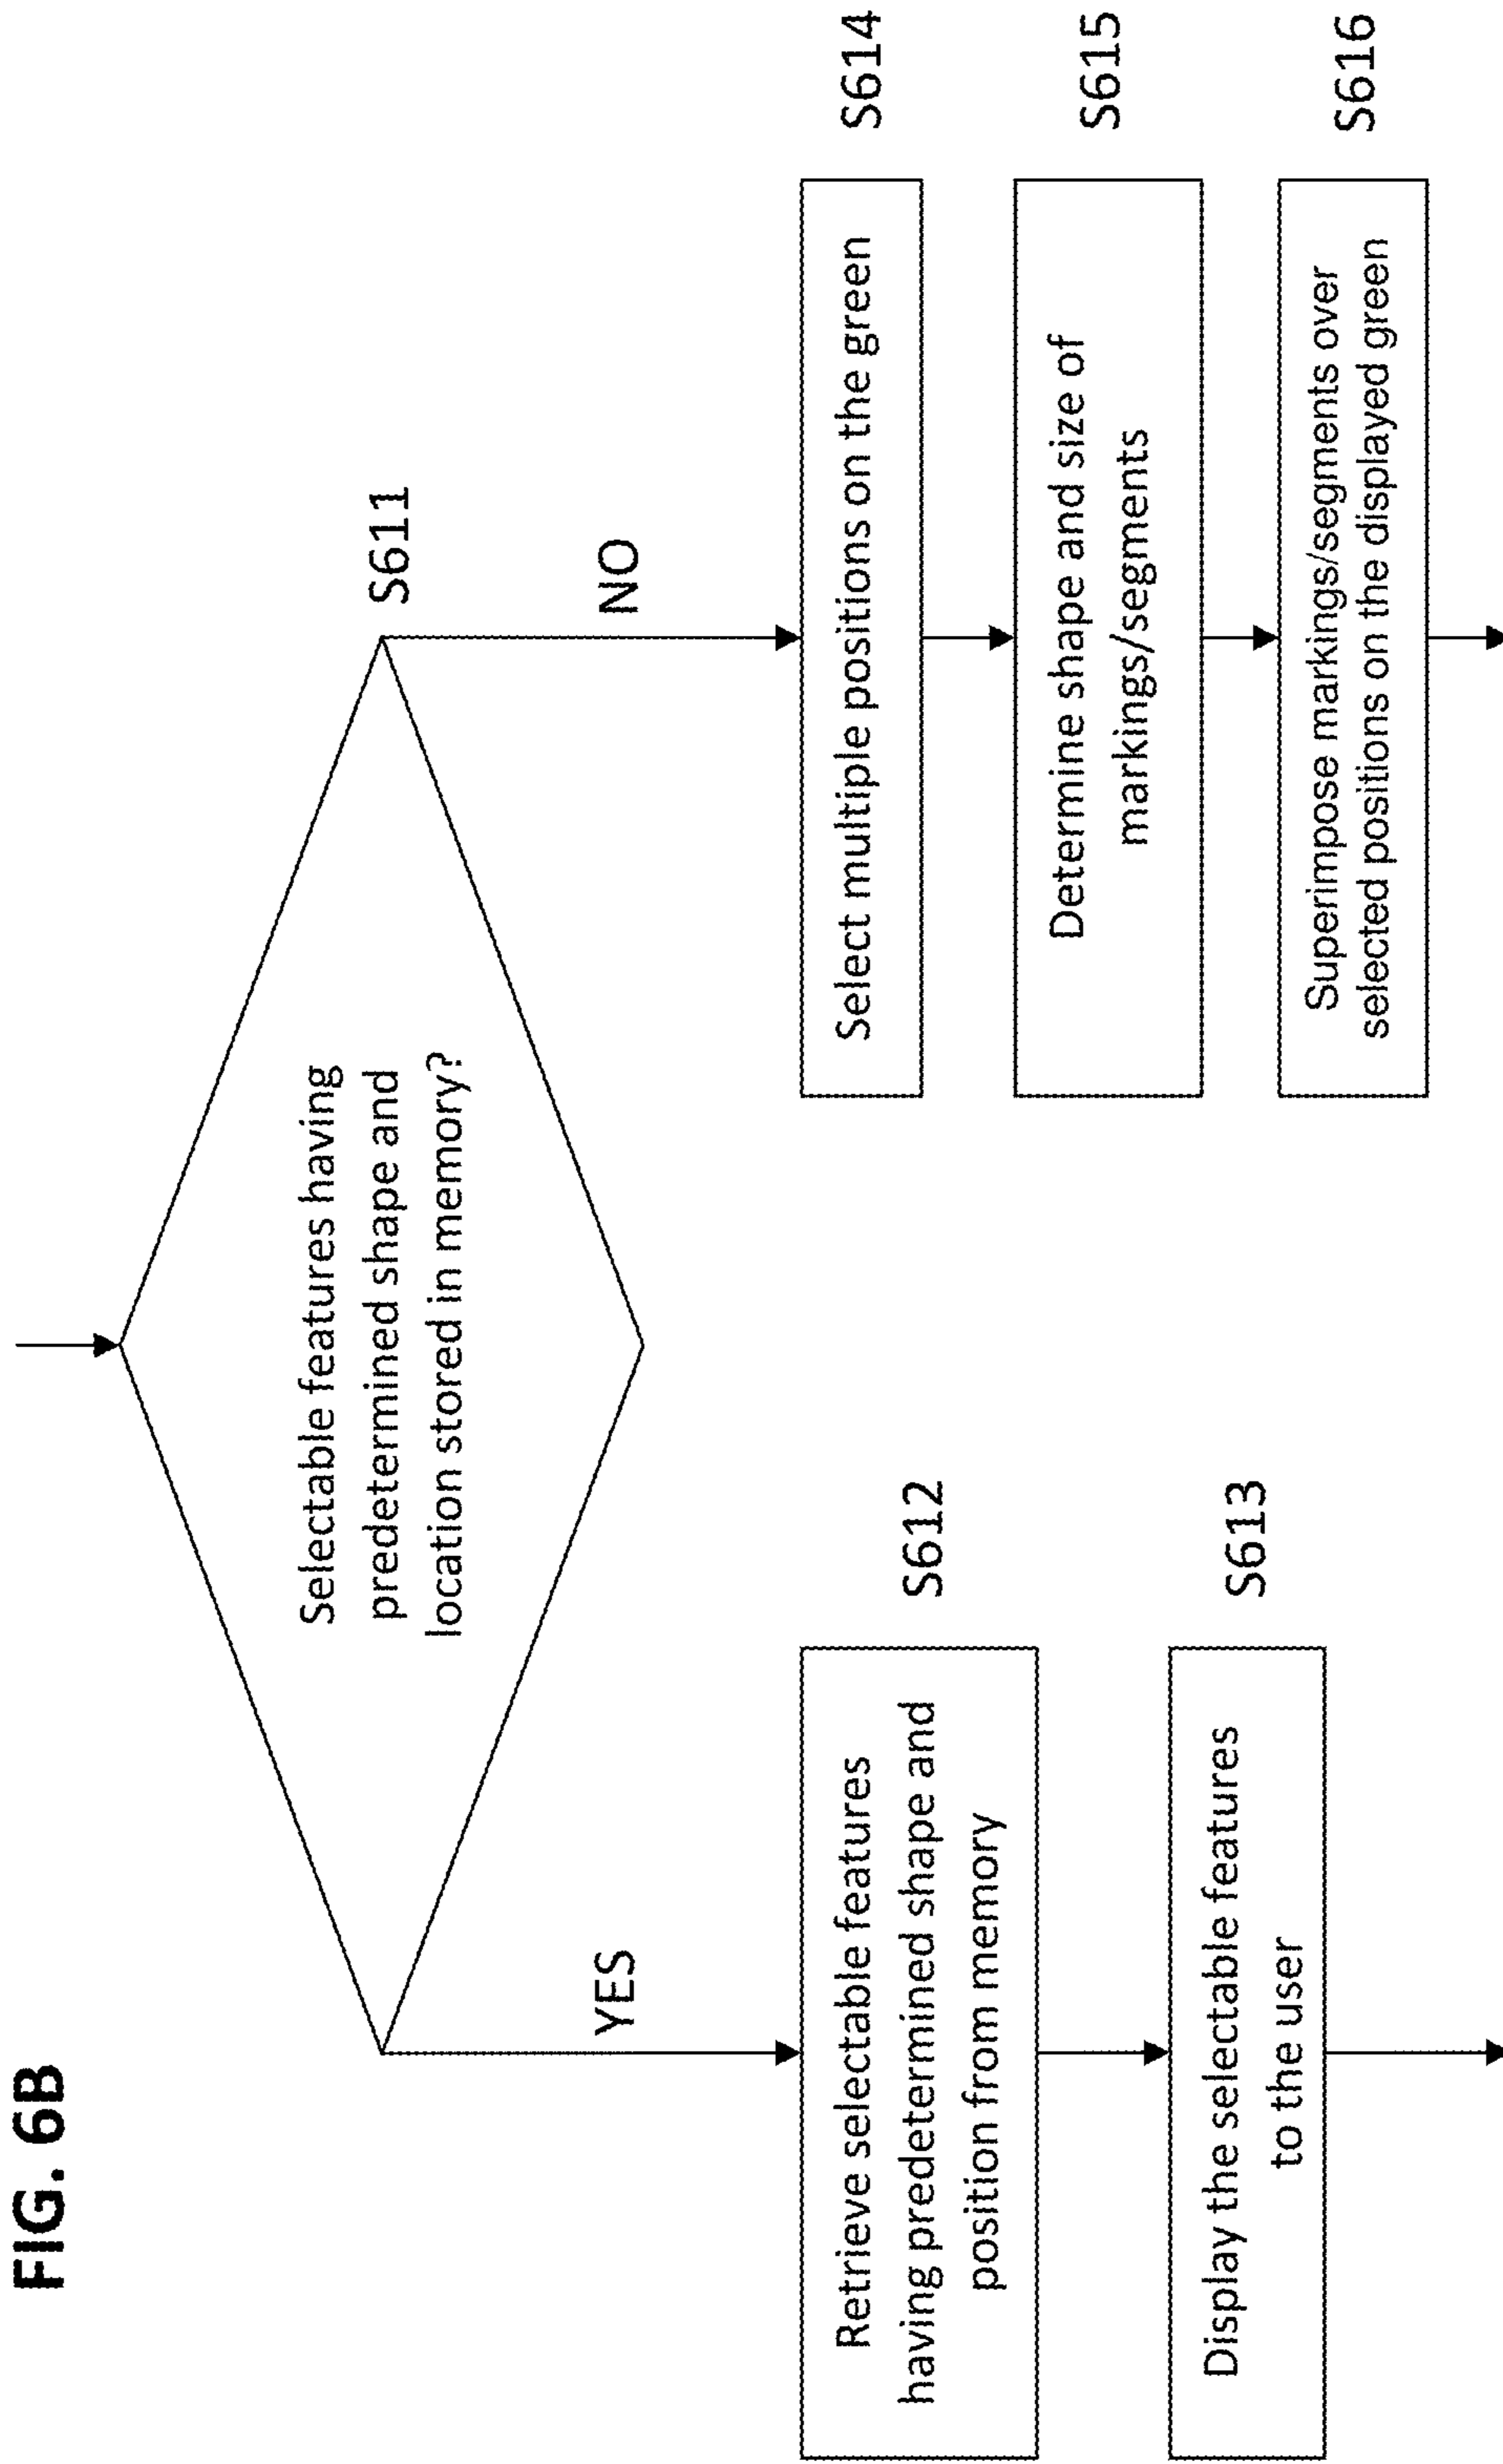 FIG. 6B
Selectable features having
predetermined shape and
location stored in memory?
S611
YES
NO
Retrieve selectable features
having predetermined shape and
position from memory
S612
Display the selectable features
to the user
S613
Select multiple positions on the green
S614
Determine shape and size of
markings/segments
S615
Superimpose markings/segments over
selected positions on the displayed green
S616